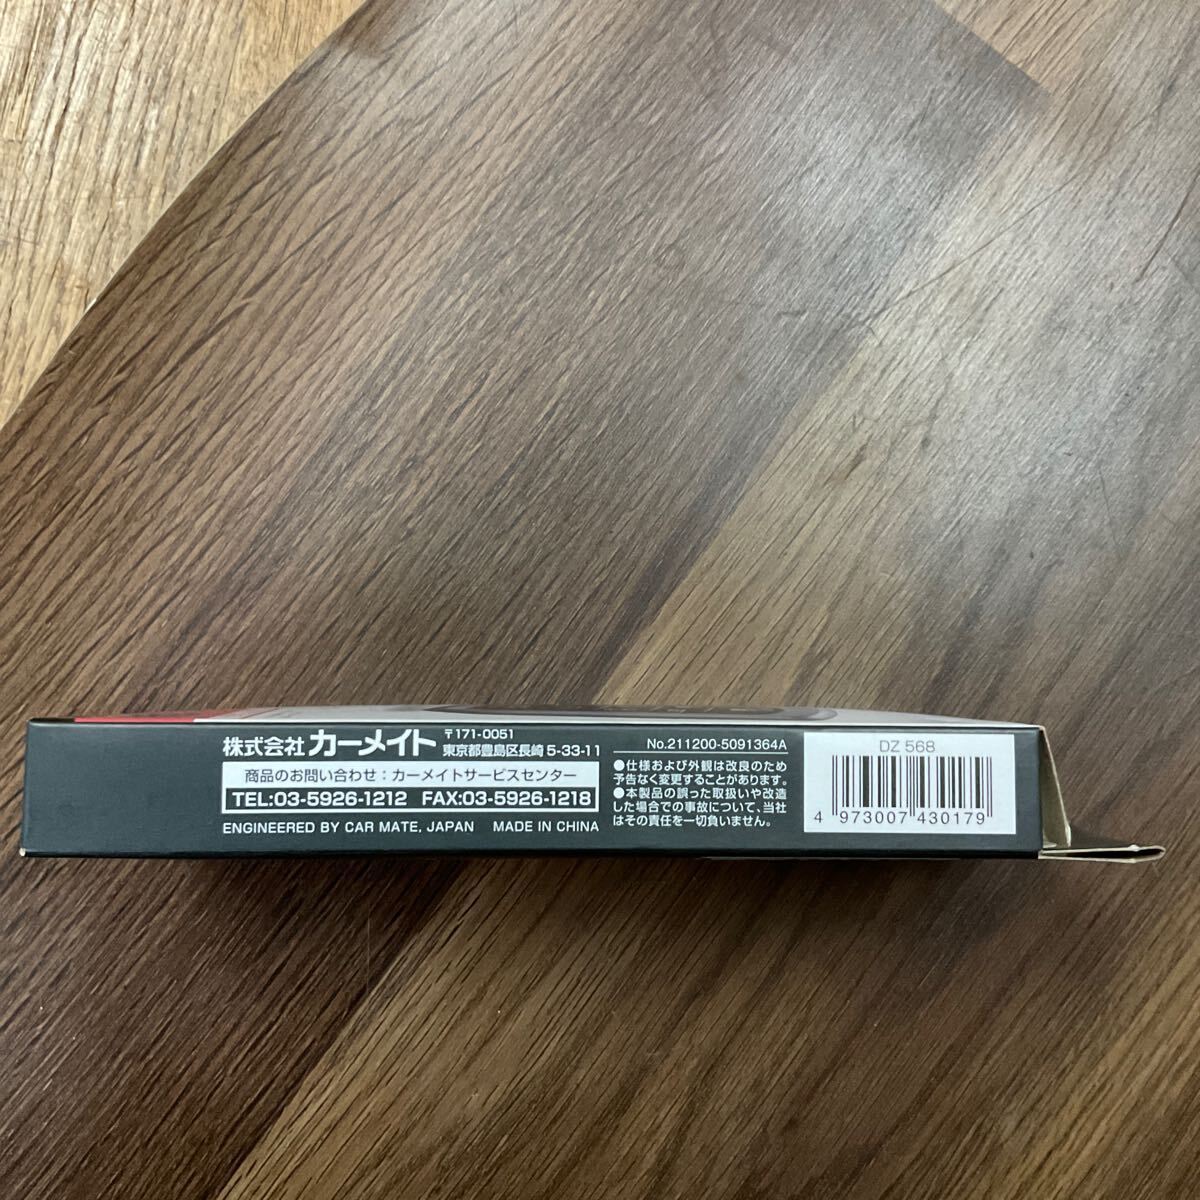 株式会社 カーメイト 〒171-0051
東京都豊島区長崎 5-33-11
商品のお問い合わせ：カーメイトサービスセンター
TEL:03-5926-1212 FAX:03-5926-1218
ENGINEERED BY CAR MATE, JAPAN MADE IN CHINA
No.211200-5091364A
●仕様および外観は改良のため
予告なく変更することがあります。
●本製品の誤った取扱いや改造
した場合での事故について、当社
はその責任を一切負いません。
DZ 568
4 973007 430179